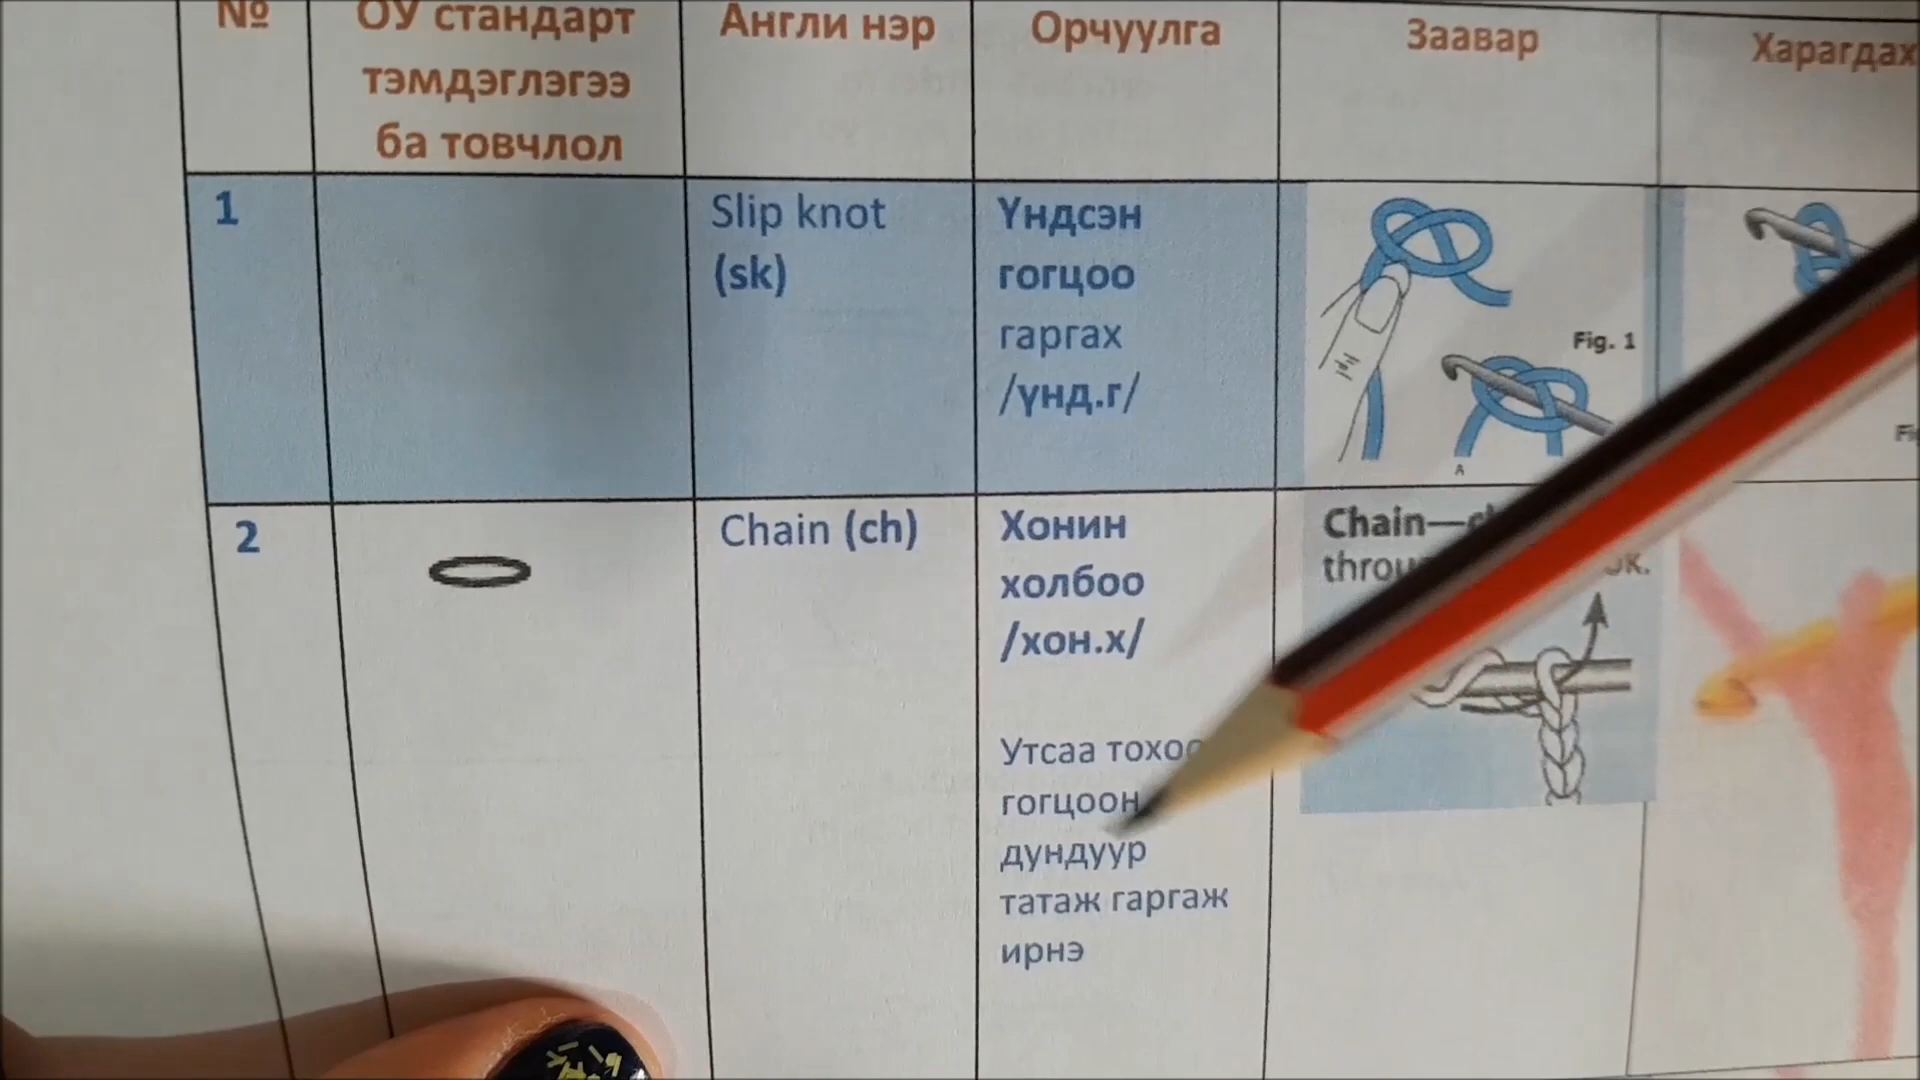 №
ОУ стандарт
тэмдэглэгээ
ба товчлол
Англи нэр
Орчуулга
Заавар
Харагдах
1
Slip knot
(sk)
Үндсэн
гогцоо
гаргах
/үнд.г/
Fig. 1
A
2
Chain (ch)
Хонин
холбоо
/хон.х/
Утсаа
гогцоон
дундуур
татаж гаргаж
ирнэ
Chain—